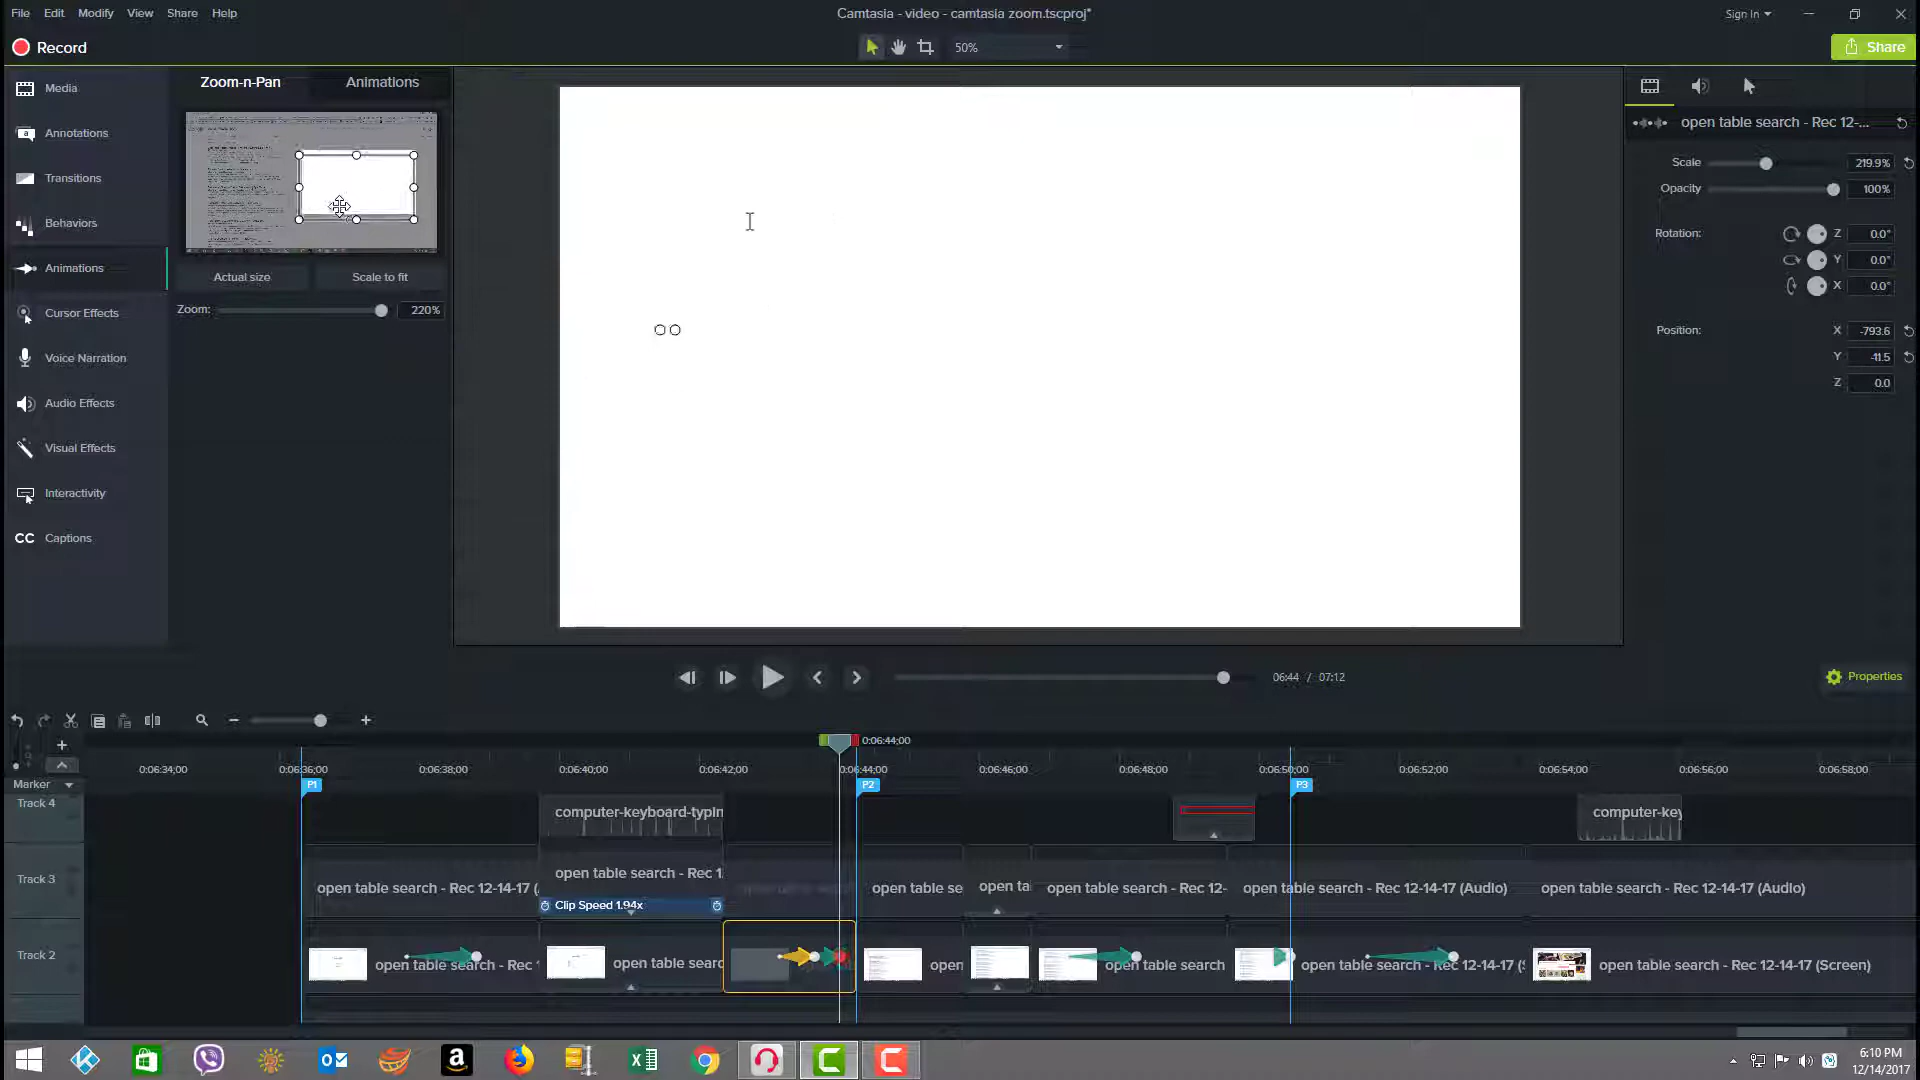 File Edit Modify View Share Help
Camtasia - video - camtasia zoom.tscproj*
Sign In
Record
50%
Share
Media
Annotations
Transitions
Behaviors
Animations
Cursor Effects
Voice Narration
Audio Effects
Visual Effects
Interactivity
CC Captions
Zoom-n-Pan Animations
Actual size Scale to fit
Zoom: 220%
open table search - Rec 12-...
Scale 219.9%
Opacity 100%
Rotation: Z 0.0°
Y 0.0°
X 0.0°
Position: X -793.6
Y -11.5
Z 0.0
06:44 / 07:12
Properties
0:06:44;00
0:06:34;00 0:06:36;00 0:06:38;00 0:06:40;00 0:06:42;00 0:06:44;00 0:06:46;00 0:06:48;00 0:06:50;00 0:06:52;00 0:06:54;00 0:06:56;00 0:06:58;00
Marker P1 P2 P3
Track 4 computer-keyboard-typin computer-key
Track 3 open table search - Rec 12-14-17 (A open table search - Rec 1 open table se open ta open table search - Rec 12- open table search - Rec 12-14-17 (Audio) open table search - Rec 12-14-17 (Audio)
Clip Speed 1.94x
Track 2 open table search - Rec 1 open table searc open open table search open table search - Rec 12-14-17 (S open table search - Rec 12-14-17 (Screen)
6:10 PM
12/14/2017